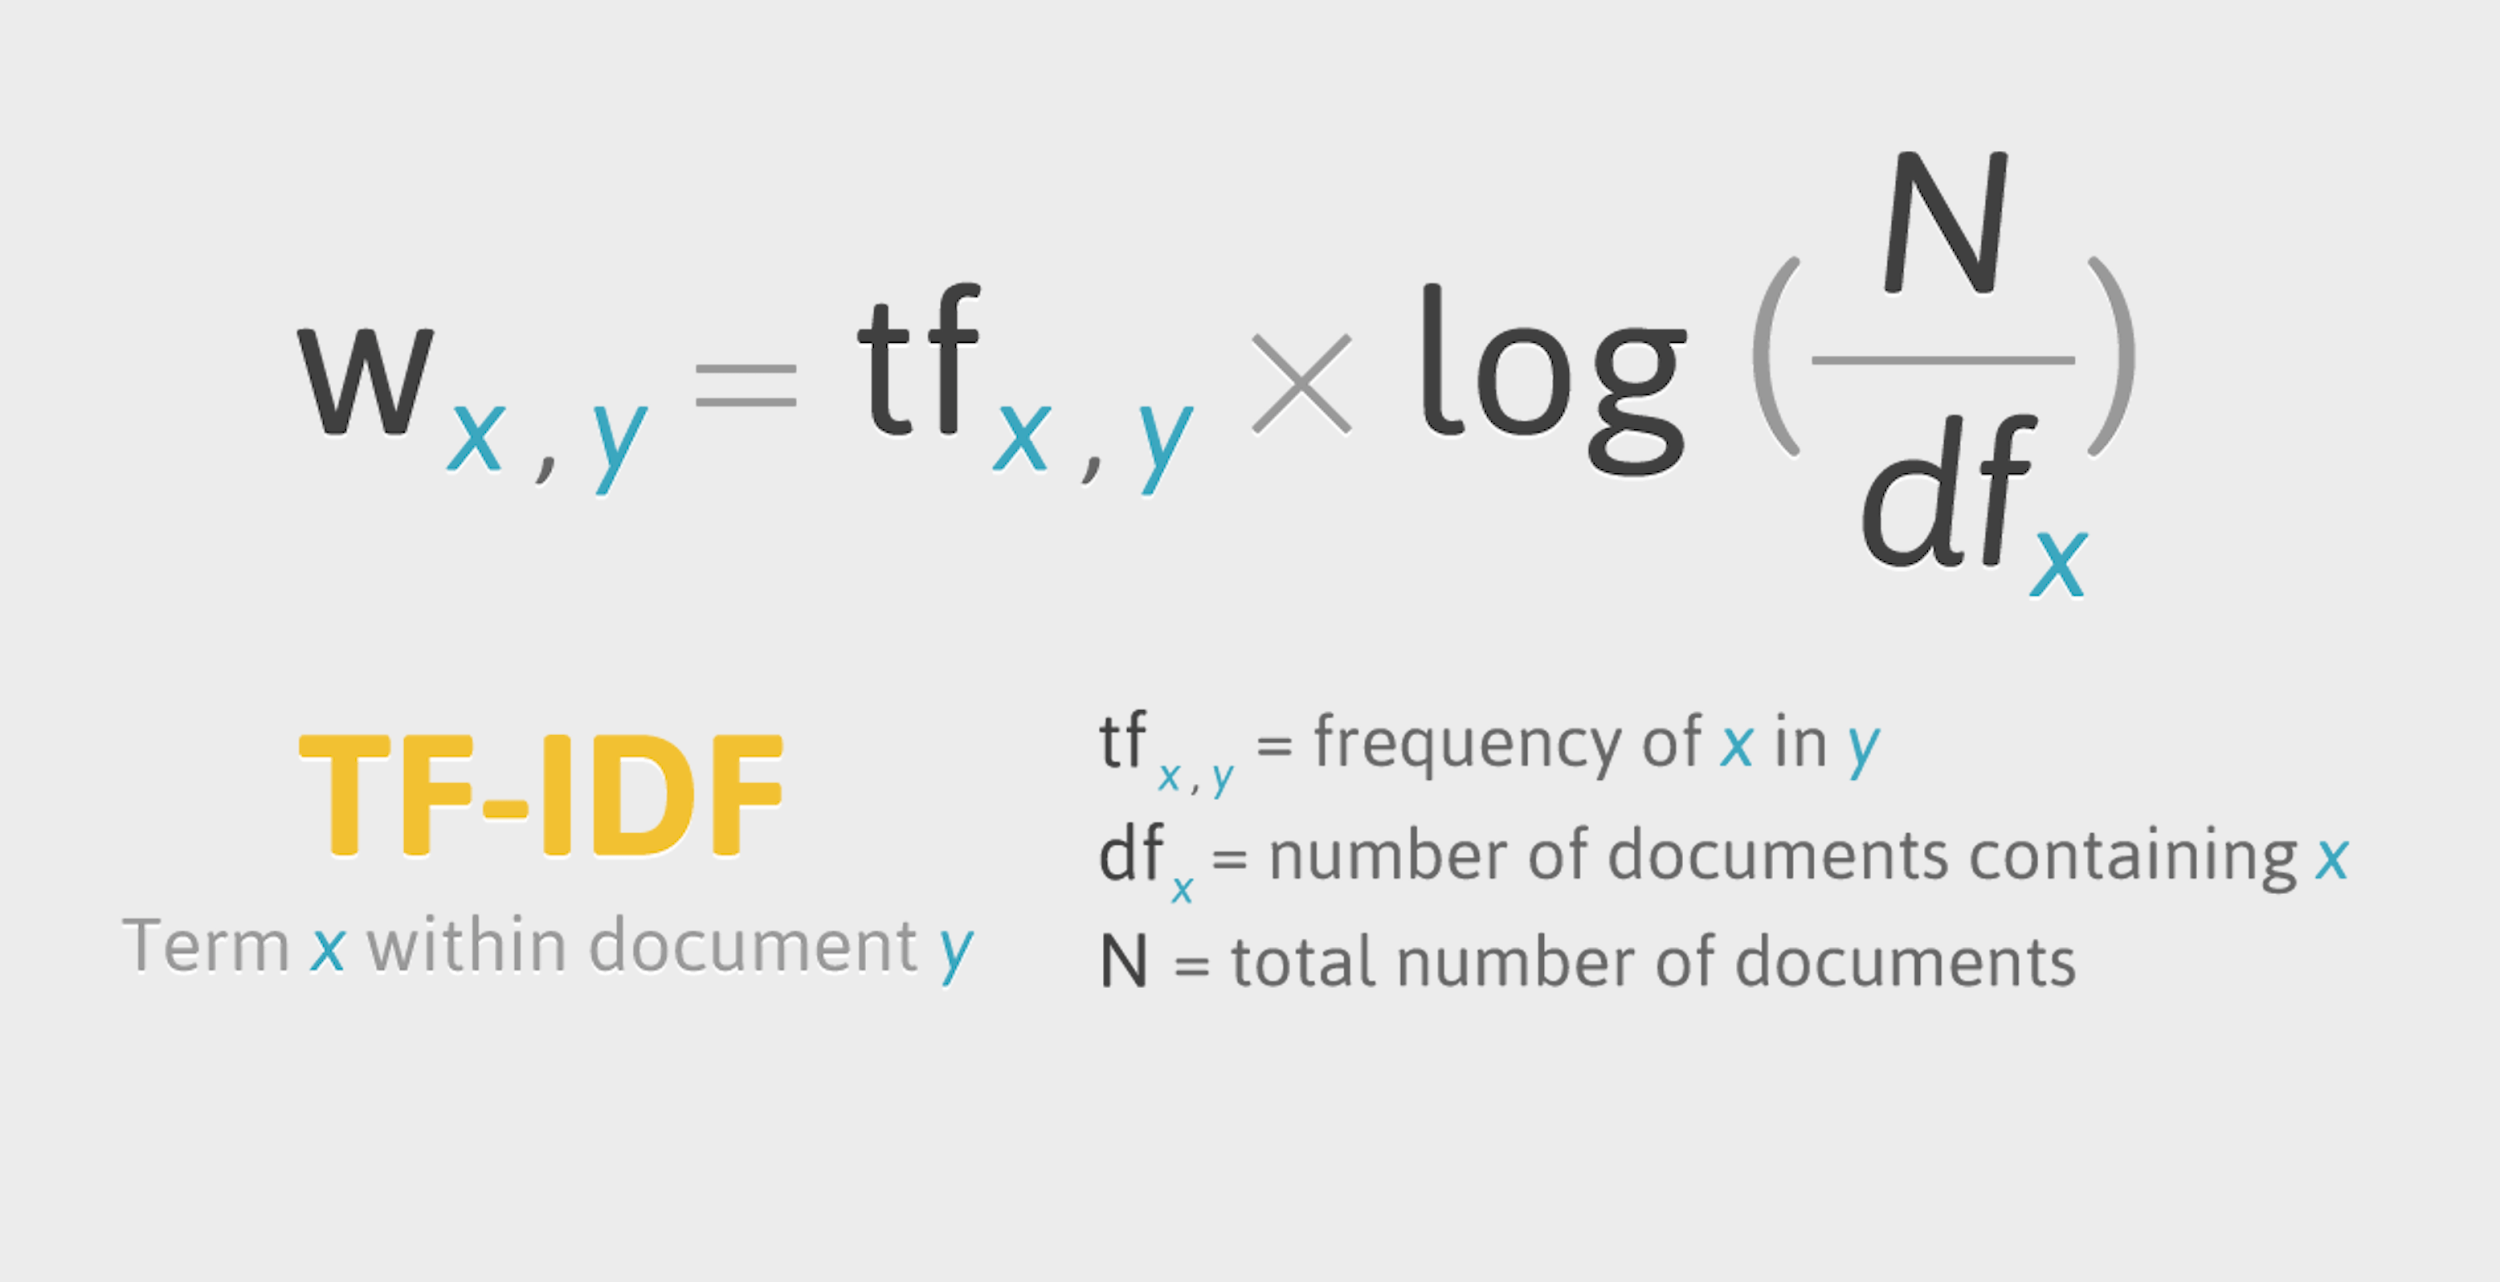 w x , y = tf x , y × log ( N / df x )
TF-IDF
Term x within document y
tf x , y = frequency of x in y
df x = number of documents containing x
N = total number of documents